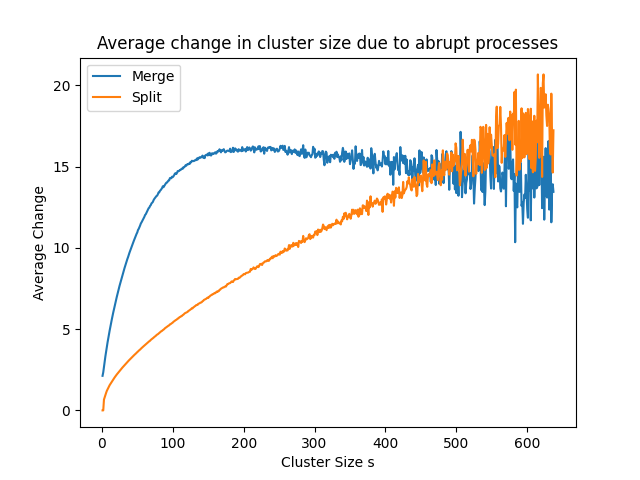 Average change in cluster size due to abrupt processes
Merge
Split
Average Change
20
15
10
5
0
0 100 200 300 400 500 600
Cluster Size s